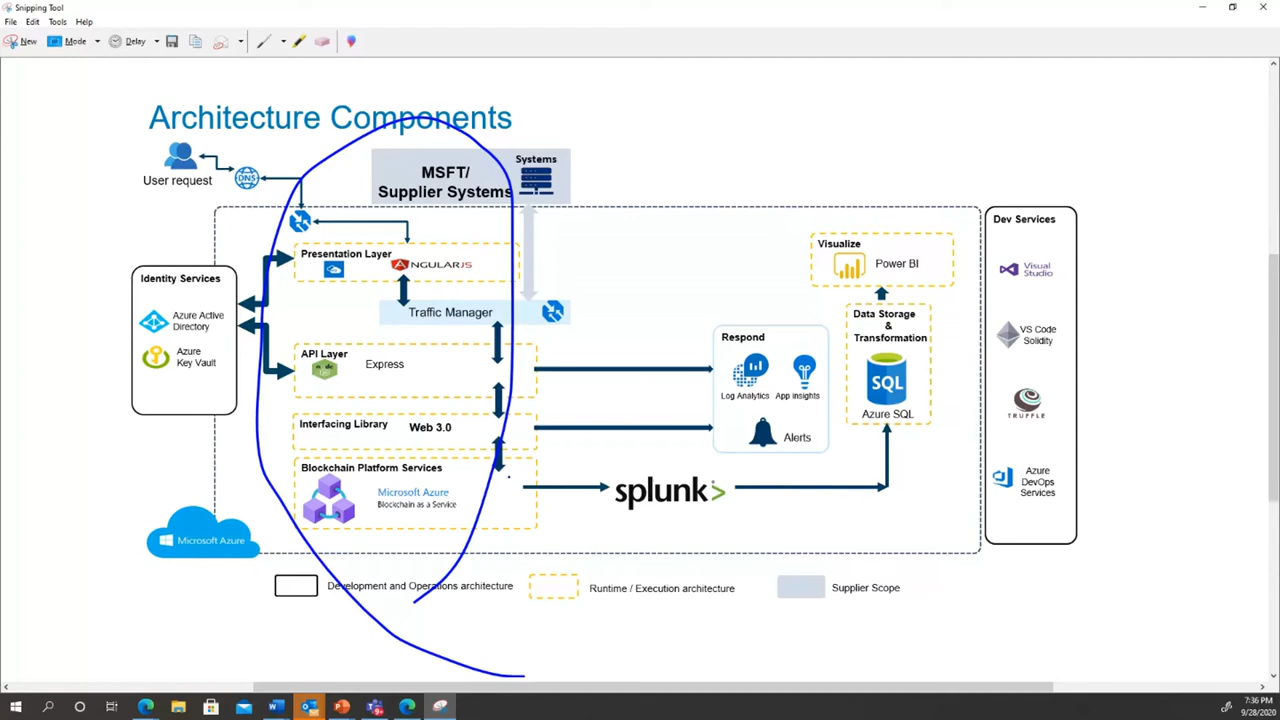 Snipping Tool
File Edit Tools Help
New Mode Delay
Architecture Components
User request
DNS
MSFT/
Supplier Systems
Systems
Presentation Layer
NGULARJS
Traffic Manager
Identity Services
Azure Active
Directory
Azure
Key Vault
API Layer
Express
Interfacing Library Web 3.0
Blockchain Platform Services
Microsoft Azure
Blockchain as a Service
Microsoft Azure
Respond
Log Analytics App insights
Alerts
splunk>
Visualize
Power BI
Data Storage
&
Transformation
SQL
Azure SQL
Dev Services
Visual
Studio
VS Code
Solidity
TRUFFLE
Azure
DevOps
Services
Development and Operations architecture
Runtime / Execution architecture
Supplier Scope
7:36 PM
9/28/2020